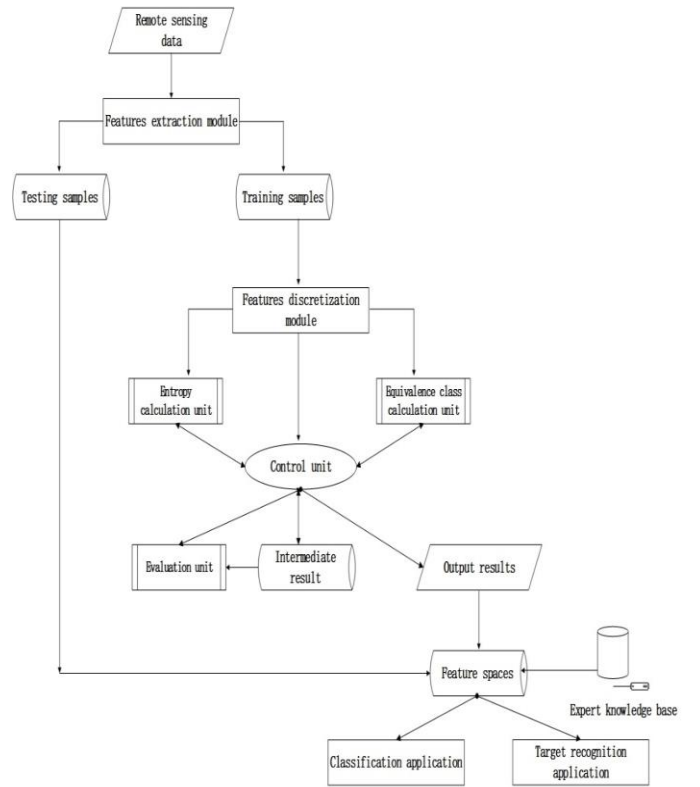 Remote sensing
data
Features extraction module
Testing samples
Training samples
Features discretization
module
Entropy
calculation unit
Equivalence class
calculation unit
Control unit
Evaluation unit
Intermediate
result
Output results
Feature spaces
Expert knowledge base
Classification application
Target recognition
application